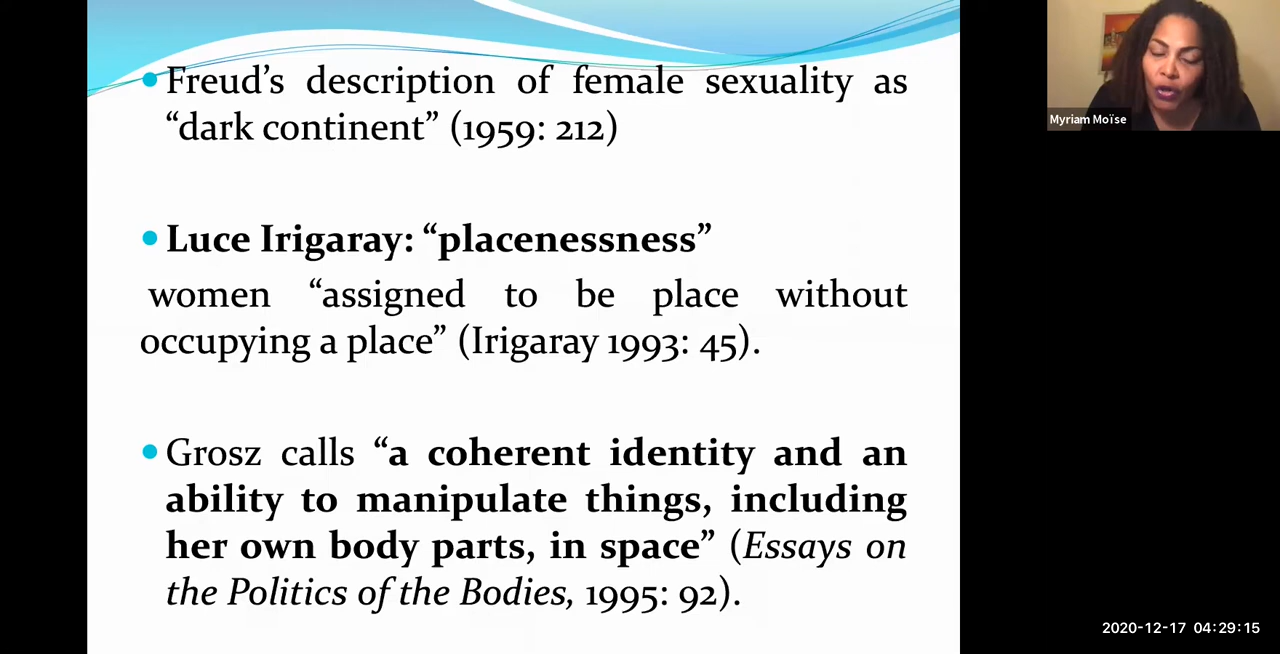 Freud’s description of female sexuality as
“dark continent” (1959: 212)
Luce Irigaray: “placenessness”
women “assigned to be place without
occupying a place” (Irigaray 1993: 45).
Grosz calls “a coherent identity and an
ability to manipulate things, including
her own body parts, in space” (Essays on
the Politics of the Bodies, 1995: 92).
Myriam Moïse
2020-12-17 04:29:15